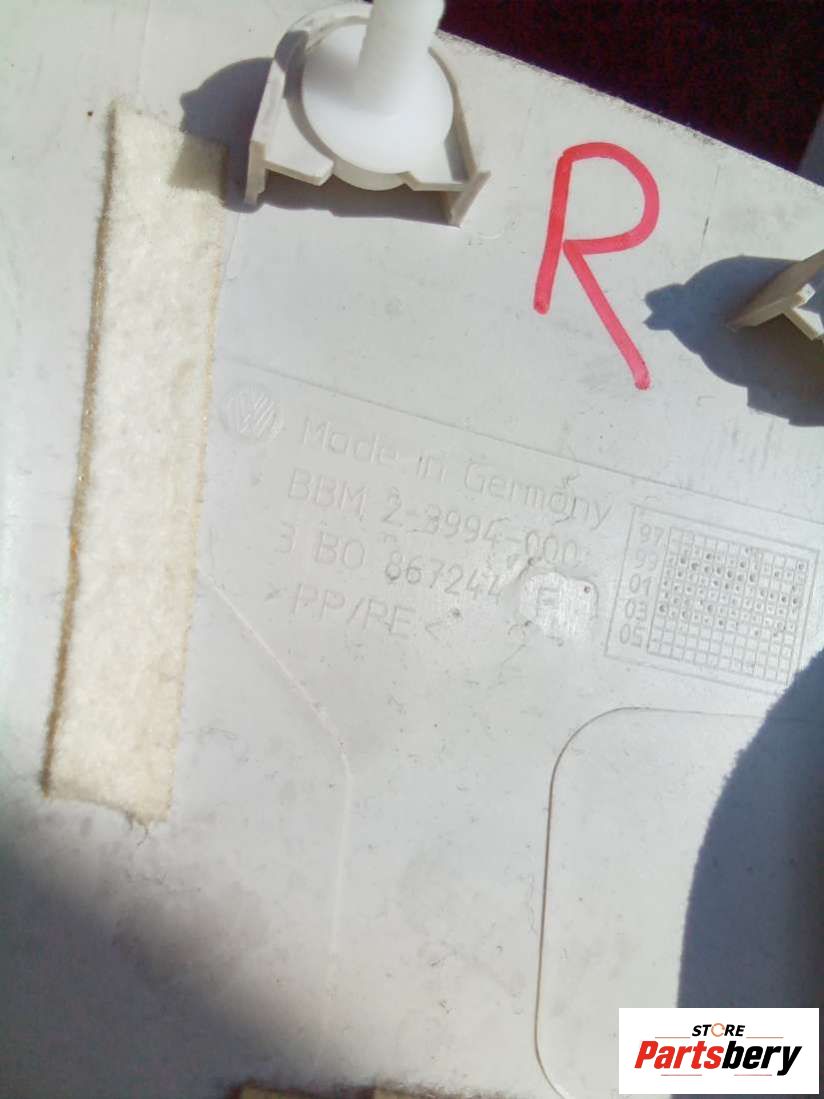 R
Made in Germany
BBM 2-3994-000
3 B0 867244 E
>PP/PE<
97
99
01
03
05
STORE
Partsbery